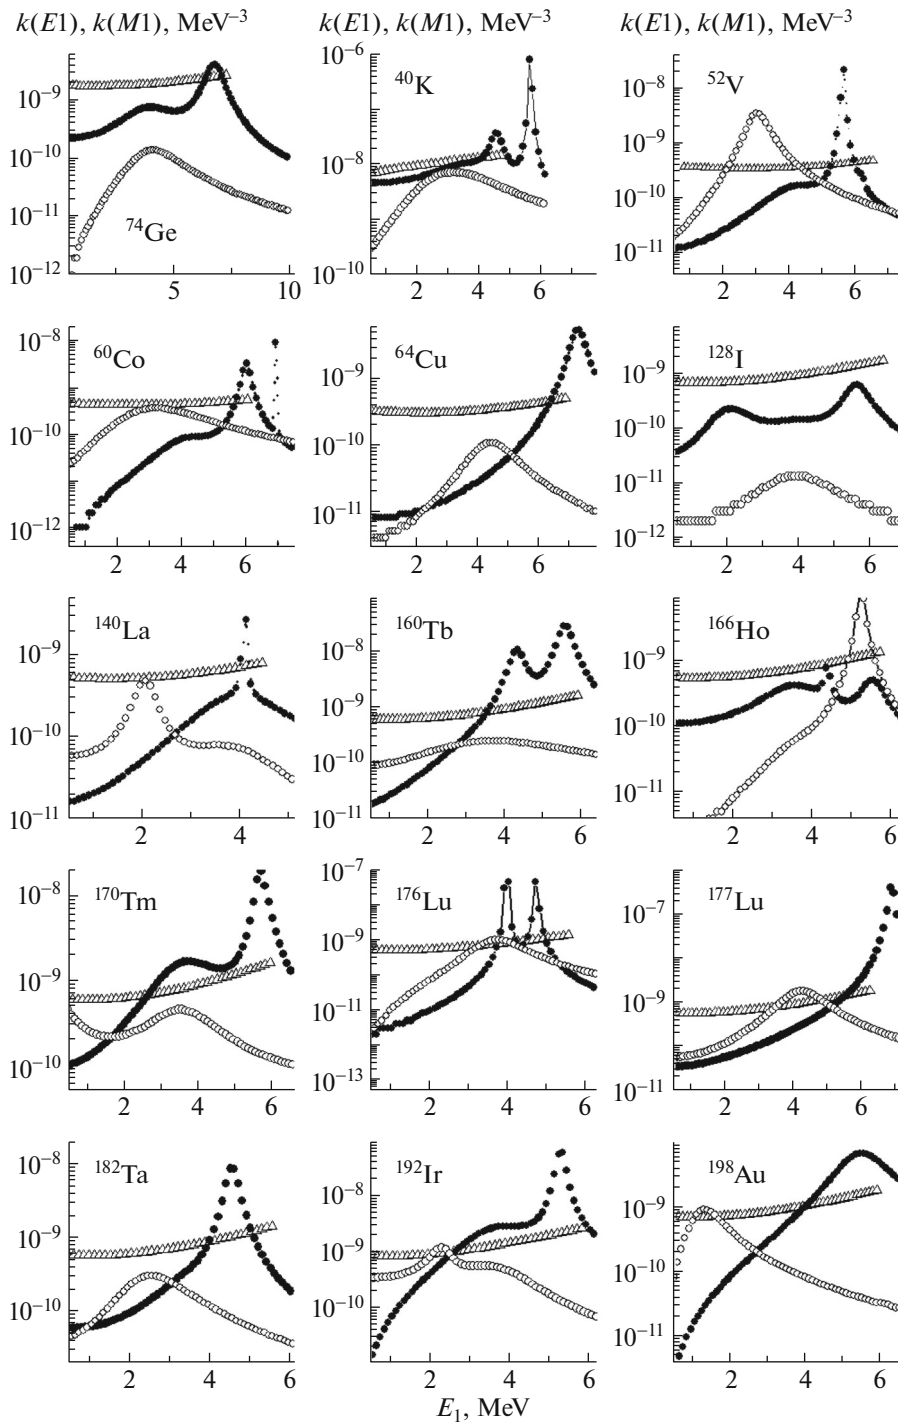 k(E1), k(M1), MeV⁻³ k(E1), k(M1), MeV⁻³ k(E1), k(M1), MeV⁻³
10⁻⁹
10⁻¹⁰
10⁻¹¹
10⁻¹²
⁷⁴Ge
5 10
10⁻⁶
10⁻⁸
10⁻¹⁰
⁴⁰K
2 4 6
10⁻⁸
10⁻⁹
10⁻¹⁰
10⁻¹¹
⁵²V
2 4 6
10⁻⁸
10⁻⁹
10⁻¹⁰
10⁻¹²
⁶⁰Co
2 4 6
10⁻⁸
10⁻⁹
10⁻¹⁰
10⁻¹¹
⁶⁴Cu
2 4 6
10⁻⁹
10⁻¹⁰
10⁻¹¹
10⁻¹²
¹²⁸I
2 4 6
10⁻⁹
10⁻¹⁰
10⁻¹¹
¹⁴⁰La
2 4
10⁻⁸
10⁻⁹
10⁻¹⁰
10⁻¹¹
¹⁶⁰Tb
2 4 6
10⁻⁹
10⁻¹⁰
10⁻¹¹
¹⁶⁶Ho
2 4 6
10⁻⁸
10⁻⁹
10⁻¹⁰
¹⁷⁰Tm
2 4 6
10⁻⁷
10⁻⁹
10⁻¹¹
10⁻¹³
¹⁷⁶Lu
2 4 6
10⁻⁷
10⁻⁹
10⁻¹¹
¹⁷⁷Lu
2 4 6
10⁻⁸
10⁻⁹
10⁻¹⁰
¹⁸²Ta
2 4 6
10⁻⁸
10⁻⁹
10⁻¹⁰
¹⁹²Ir
2 4 6
10⁻⁹
10⁻¹⁰
10⁻¹¹
¹⁹⁸Au
2 4 6
E₁, MeV